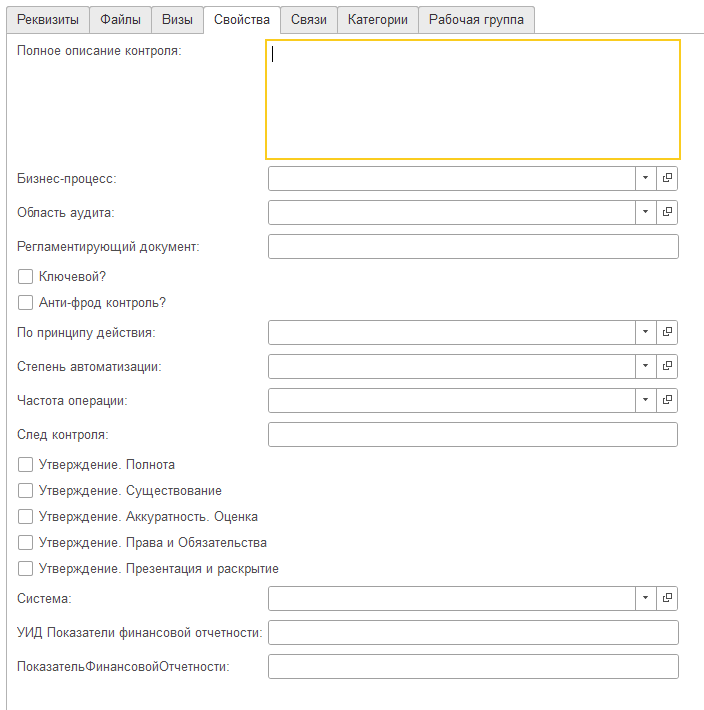 Реквизиты Файлы Визы Свойства Связи Категории Рабочая группа
Полное описание контроля:
Бизнес-процесс:
Область аудита:
Регламентирующий документ:
Ключевой?
Анти-фрод контроль?
По принципу действия:
Степень автоматизации:
Частота операции:
След контроля:
Утверждение. Полнота
Утверждение. Существование
Утверждение. Аккуратность. Оценка
Утверждение. Права и Обязательства
Утверждение. Презентация и раскрытие
Система:
УИД Показатели финансовой отчетности:
ПоказательФинансовойОтчетности: